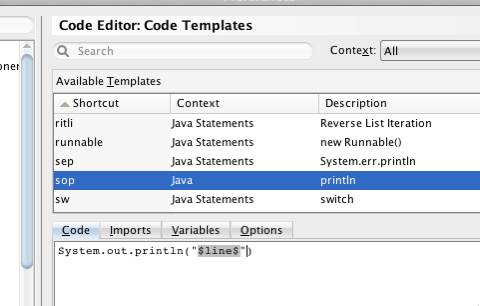 Code Editor: Code Templates
Search
Context: All
Available Templates
Shortcut Context Description
ritli Java Statements Reverse List Iteration
runnable Java Statements new Runnable()
sep Java Statements System.err.println
sop Java println
sw Java Statements switch
Code Imports Variables Options
System.out.println("$line$")